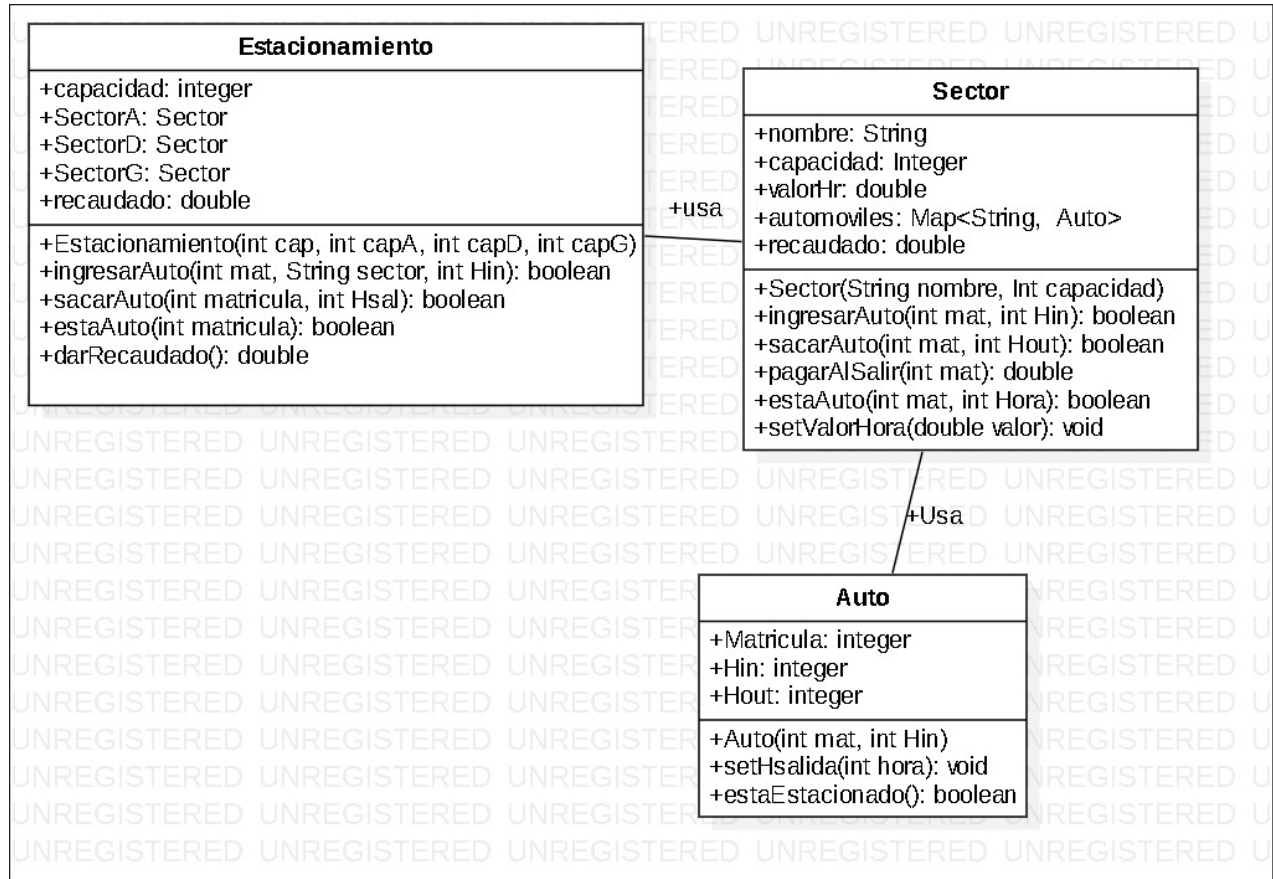 Estacionamiento
+capacidad: integer
+SectorA: Sector
+SectorD: Sector
+SectorG: Sector
+recaudado: double
+Estacionamiento(int cap, int capA, int capD, int capG)
+ingresarAuto(int mat, String sector, int Hin): boolean
+sacarAuto(int matricula, int Hsal): boolean
+estaAuto(int matricula): boolean
+darRecaudado(): double
+usa
Sector
+nombre: String
+capacidad: Integer
+valorHr: double
+automoviles: Map<String, Auto>
+recaudado: double
+Sector(String nombre, Int capacidad)
+ingresarAuto(int mat, int Hin): boolean
+sacarAuto(int mat, int Hout): boolean
+pagarAlSalir(int mat): double
+estaAuto(int mat, int Hora): boolean
+setValorHora(double valor): void
+Usa
Auto
+Matricula: integer
+Hin: integer
+Hout: integer
+Auto(int mat, int Hin)
+setHsalida(int hora): void
+estaEstacionado(): boolean
UNREGISTERED UNREGISTERED UNREGISTERED UNREGISTERED UNREGISTERED U